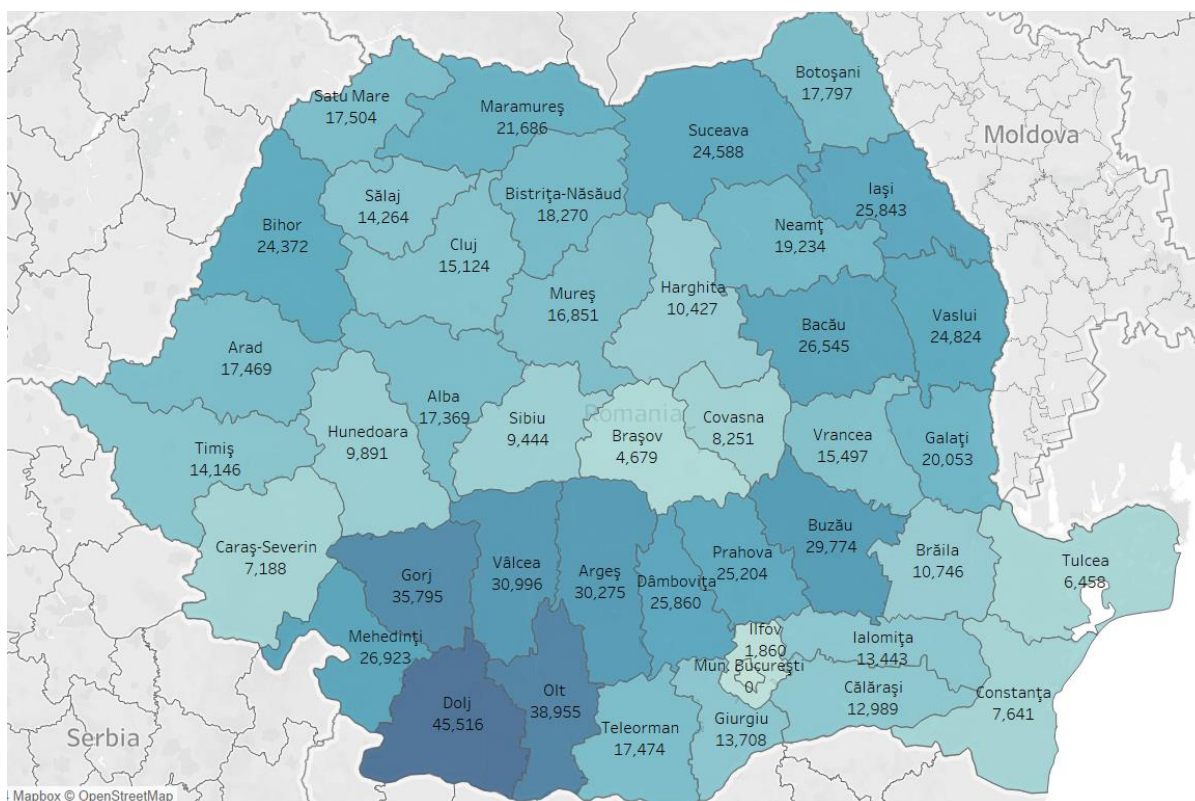 Botoşani
17,797
Satu Mare
17,504
Maramureş
21,686
Suceava
24,588
Moldova
y
Iaşi
25,843
Sălaj
14,264
Bistriţa-Năsăud
18,270
Neamţ
19,234
Bihor
24,372
Cluj
15,124
Mureş
16,851
Harghita
10,427
Bacău
26,545
Vaslui
24,824
Arad
17,469
Alba
17,369
Hunedoara
9,891
Sibiu
9,444
Romania
Braşov
4,679
Covasna
8,251
Vrancea
15,497
Galaţi
20,053
Timiş
14,146
Caraş-Severin
7,188
Gorj
35,795
Vâlcea
30,996
Argeş
30,275
Dâmboviţa
25,860
Prahova
25,204
Buzău
29,774
Brăila
10,746
Tulcea
6,458
Mehedinţi
26,923
Ilfov
1,860
Mun. Bucureşti
0
Ialomiţa
13,443
Călăraşi
12,989
Constanţa
7,641
Dolj
45,516
Olt
38,955
Teleorman
17,474
Giurgiu
13,708
Serbia
Mapbox © OpenStreetMap